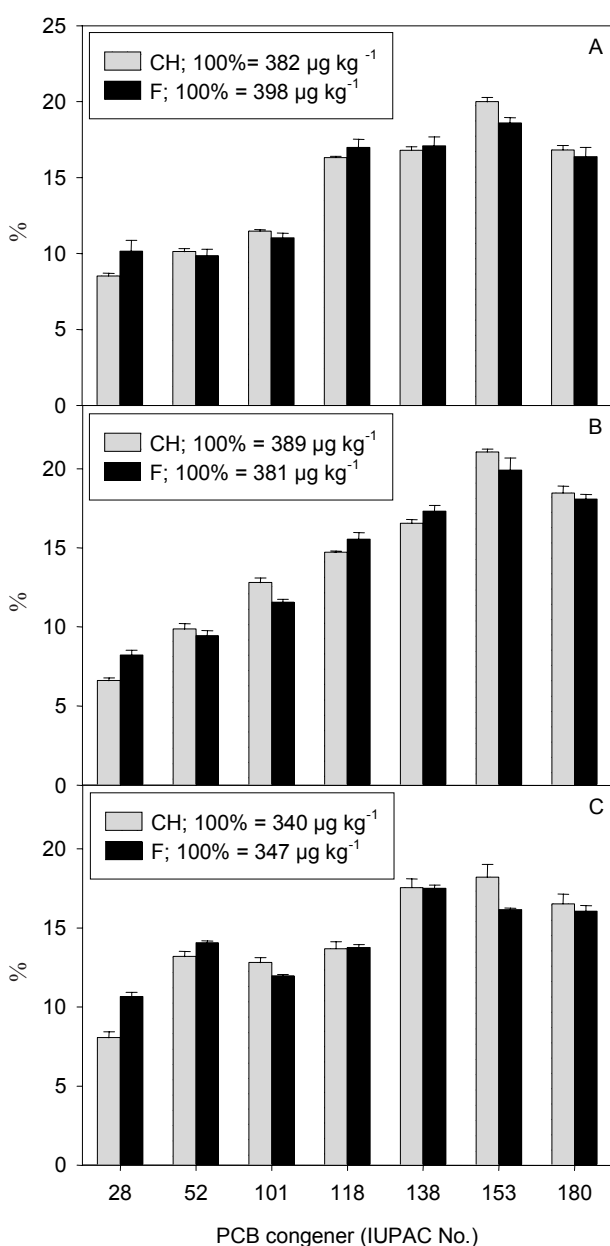 A
CH; 100%= 382 µg kg⁻¹
F; 100% = 398 µg kg⁻¹
25
20
15
10
5
0
%
B
CH; 100% = 389 µg kg⁻¹
F; 100% = 381 µg kg⁻¹
20
15
10
5
0
%
C
CH; 100% = 340 µg kg⁻¹
F; 100% = 347 µg kg⁻¹
20
15
10
5
0
%
28 52 101 118 138 153 180
PCB congener (IUPAC No.)